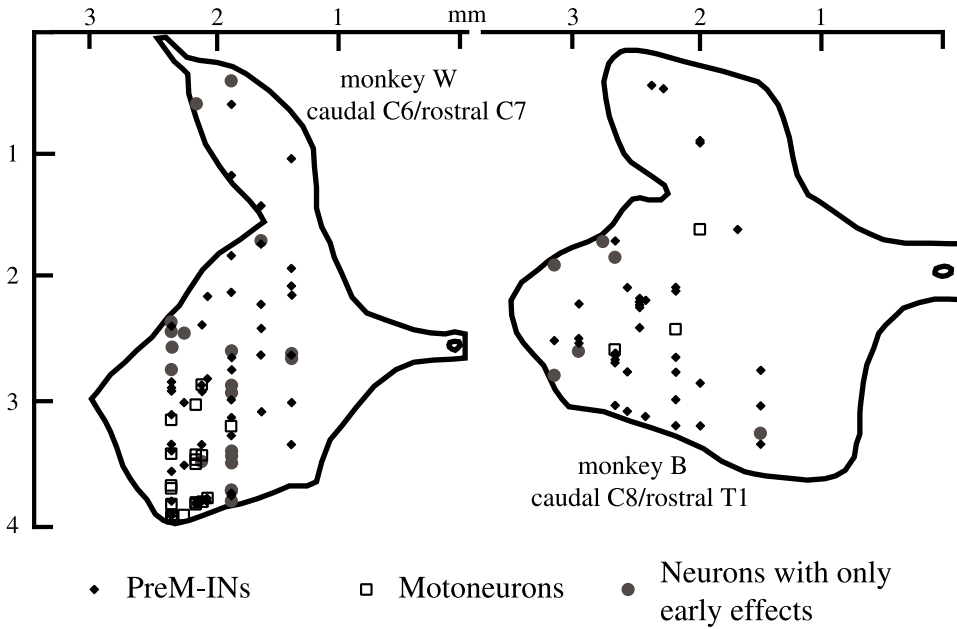 3 2 1 mm 3 2 1
monkey W
caudal C6/rostral C7
1
2
3
4
monkey B
caudal C8/rostral T1
PreM-INs Motoneurons Neurons with only
early effects